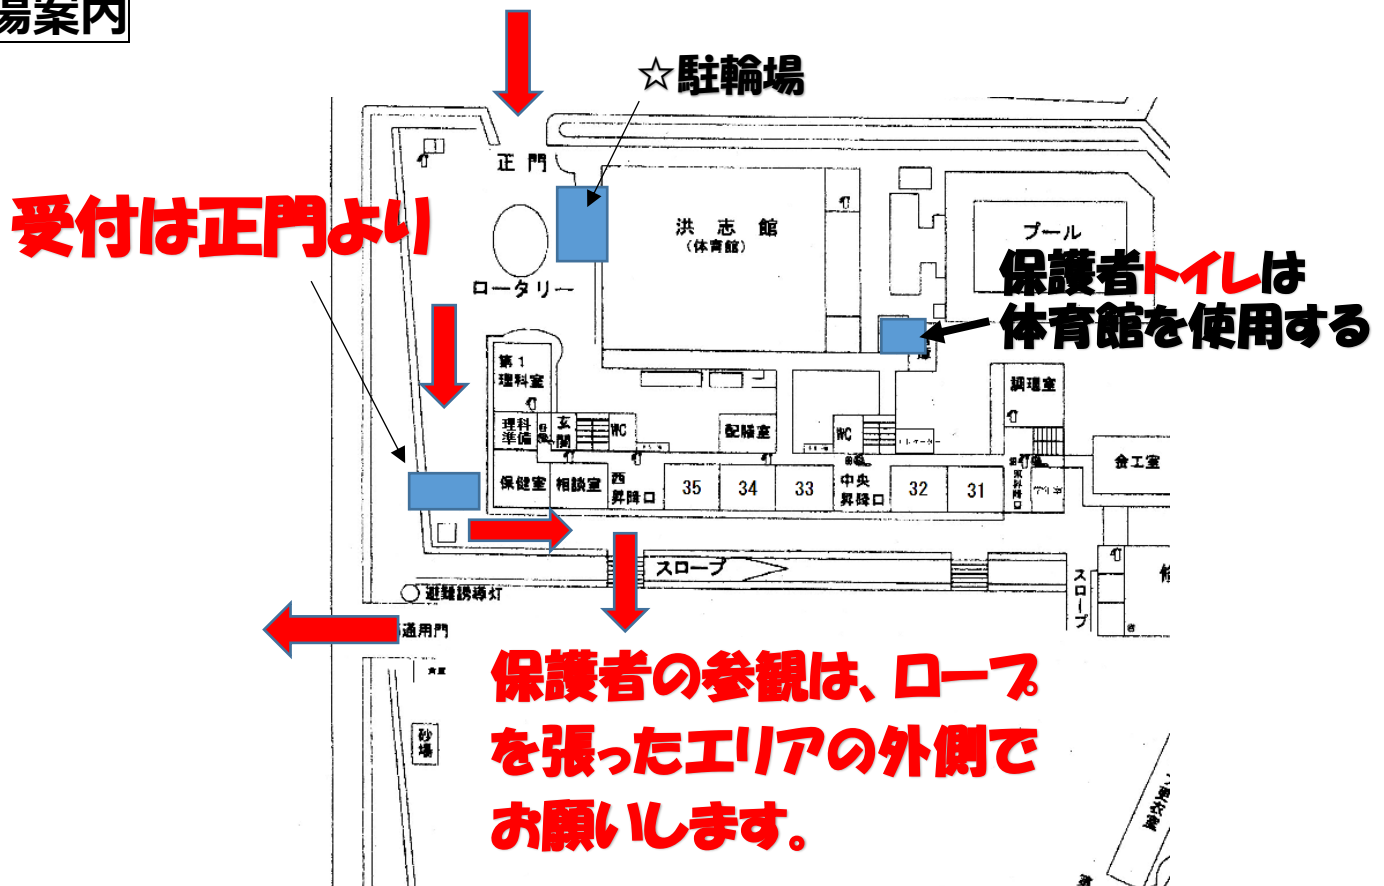 場案内
☆駐輪場
正門
受付は正門より
洪志館
(体育館)
プール
ロータリー
保護者トイレは
体育館を使用する
庫
第1
理科室
調理室
理科
準備
玄関
WC
配膳室
WC
金工室
保健室
相談室
西
昇降口
35
34
33
中央
昇降口
32
31
スロープ
スロープ
避難誘導灯
通用門
保護者の参観は、ロープ
を張ったエリアの外側で
お願いします。
砂場
更衣室